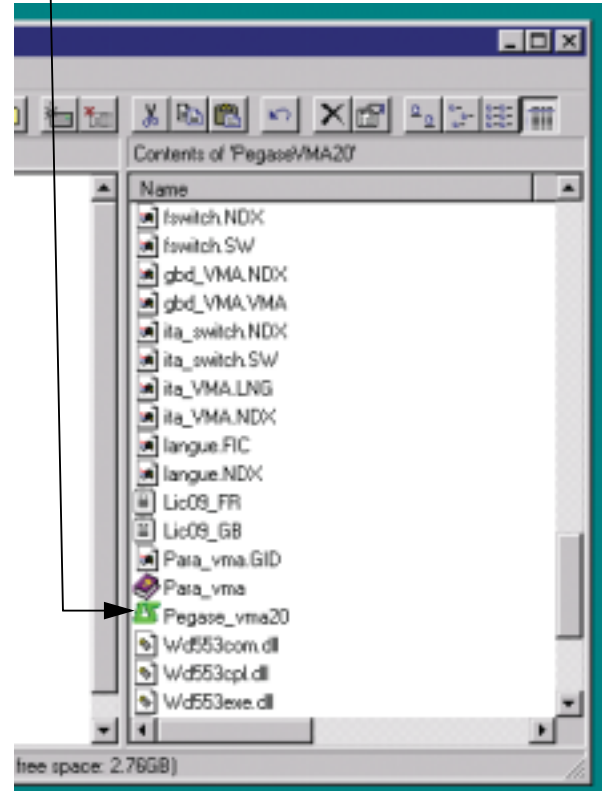 Contents of 'PegaseVMA20'
Name
fswitch.NDX
fswitch.SW
gbd_VMA.NDX
gbd_VMA.VMA
ita_switch.NDX
ita_switch.SW
ita_VMA.LNG
ita_VMA.NDX
langue.FIC
langue.NDX
Lic09_FR
Lic09_GB
Para_vma.GID
Para_vma
Pegase_vma20
Wd553com.dll
Wd553cpl.dll
Wd553exe.dll
free space: 2.76GB)